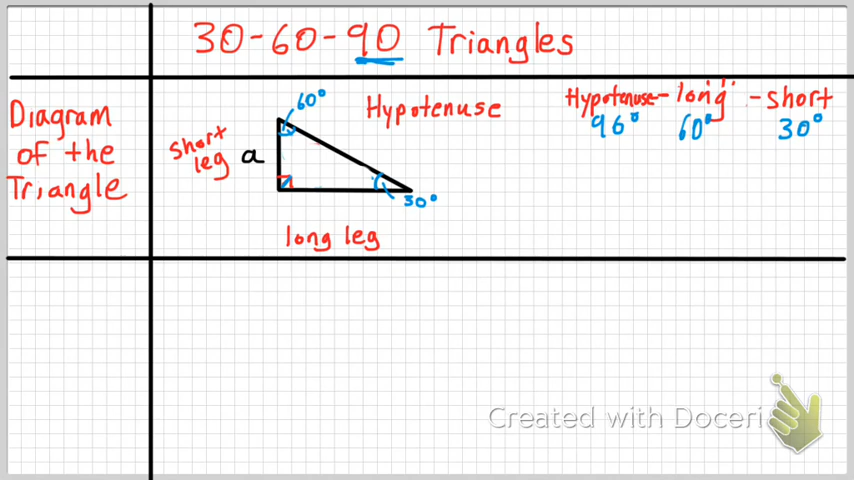 30-60-90 Triangles
Diagram
of the
Triangle
60°
Hypotenuse
short
leg a
30°
long leg
Hypotenuse- long - short
90° 60° 30°
Created with Doceri